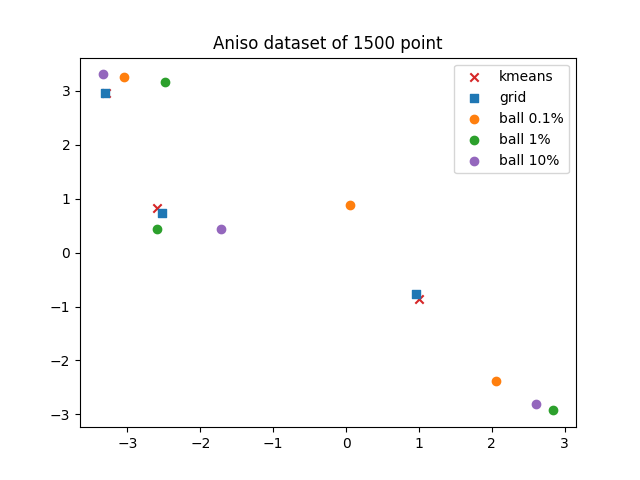 Aniso dataset of 1500 point
kmeans
grid
ball 0.1%
ball 1%
ball 10%
3
2
1
0
−1
−2
−3
−3 −2 −1 0 1 2 3